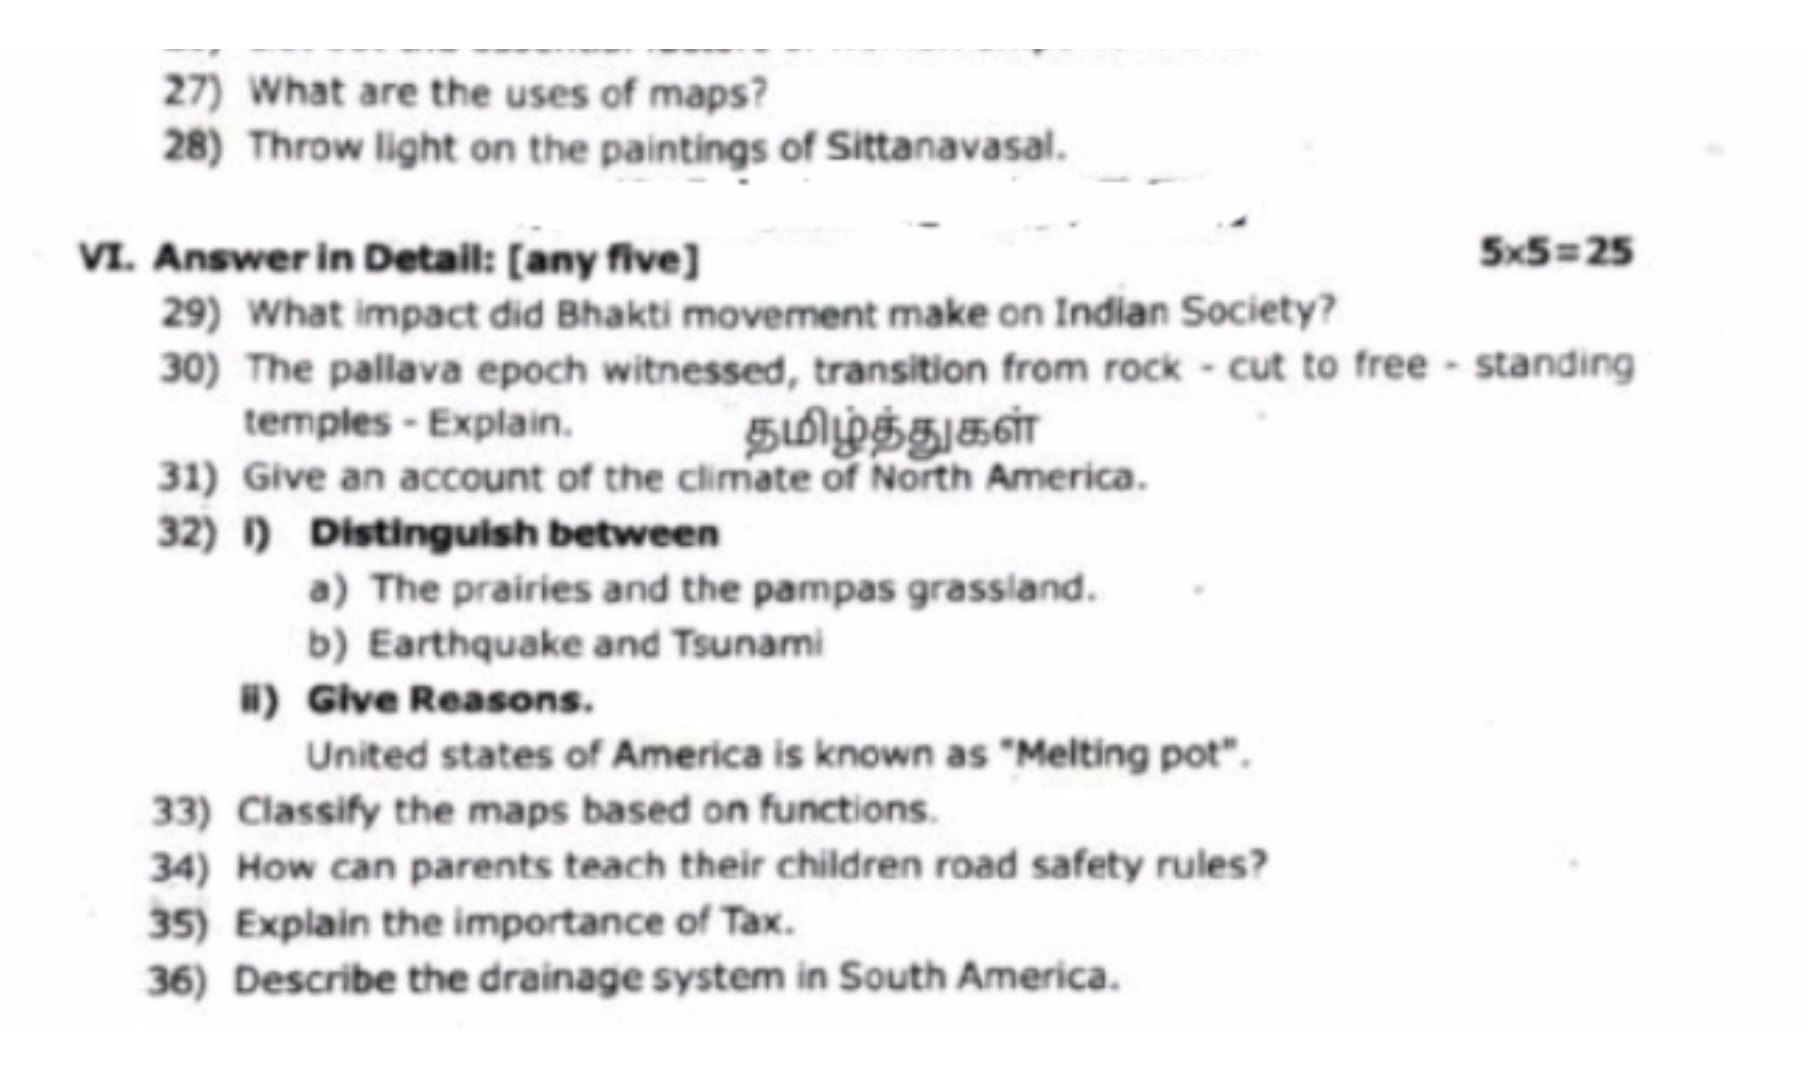 27) What are the uses of maps?
28) Throw light on the paintings of Sittanavasal.
VI. Answer in Detail: [any five] 5x5=25
29) What impact did Bhakti movement make on Indian Society?
30) The pallava epoch witnessed, transition from rock - cut to free - standing
temples - Explain.
தமிழ்த்துகள்
31) Give an account of the climate of North America.
32) i) Distinguish between
a) The prairies and the pampas grassland.
b) Earthquake and Tsunami
ii) Give Reasons.
United states of America is known as "Melting pot".
33) Classify the maps based on functions.
34) How can parents teach their children road safety rules?
35) Explain the importance of Tax.
36) Describe the drainage system in South America.